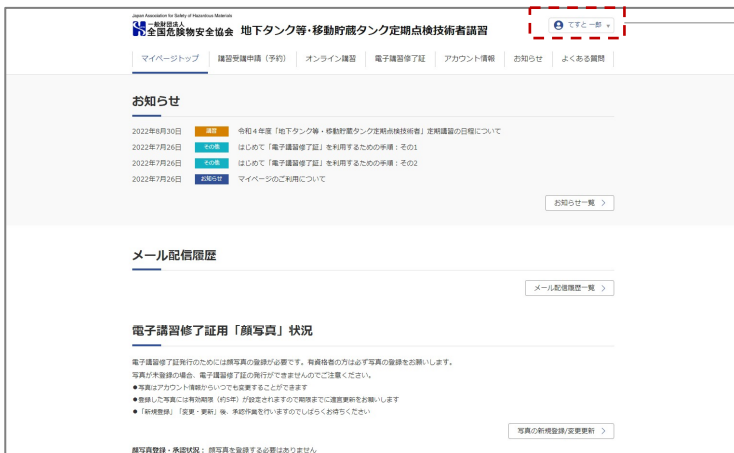 Japan Association for Safety of Hazardous Materials
一般財団法人
全国危険物安全協会 地下タンク等・移動貯蔵タンク定期点検技術者講習
てすと 一郎
マイページトップ 講習受講申請（予約） オンライン講習 電子講習修了証 アカウント情報 お知らせ よくある質問
お知らせ
2022年8月30日 講習 令和４年度「地下タンク等・移動貯蔵タンク定期点検技術者」定期講習の日程について
2022年7月26日 その他 はじめて「電子講習修了証」を利用するための手順：その1
2022年7月26日 その他 はじめて「電子講習修了証」を利用するための手順：その2
2022年7月26日 お知らせ マイページのご利用について
お知らせ一覧
メール配信履歴
メール配信履歴一覧
電子講習修了証用「顔写真」状況
電子講習修了証発行のためには顔写真の登録が必要です。有資格者の方は必ず写真の登録をお願いします。
写真が未登録の場合、電子講習修了証の発行ができませんのでご注意ください。
●写真はアカウント情報からいつでも変更することができます
●登録した写真には有効期限（約5年）が設定されますので期限までに適宜更新をお願いします
●「新規登録」「変更・更新」後、承認作業を行いますのでしばらくお待ちください
写真の新規登録/変更更新
顔写真登録・承認状況： 顔写真を登録する必要はありません